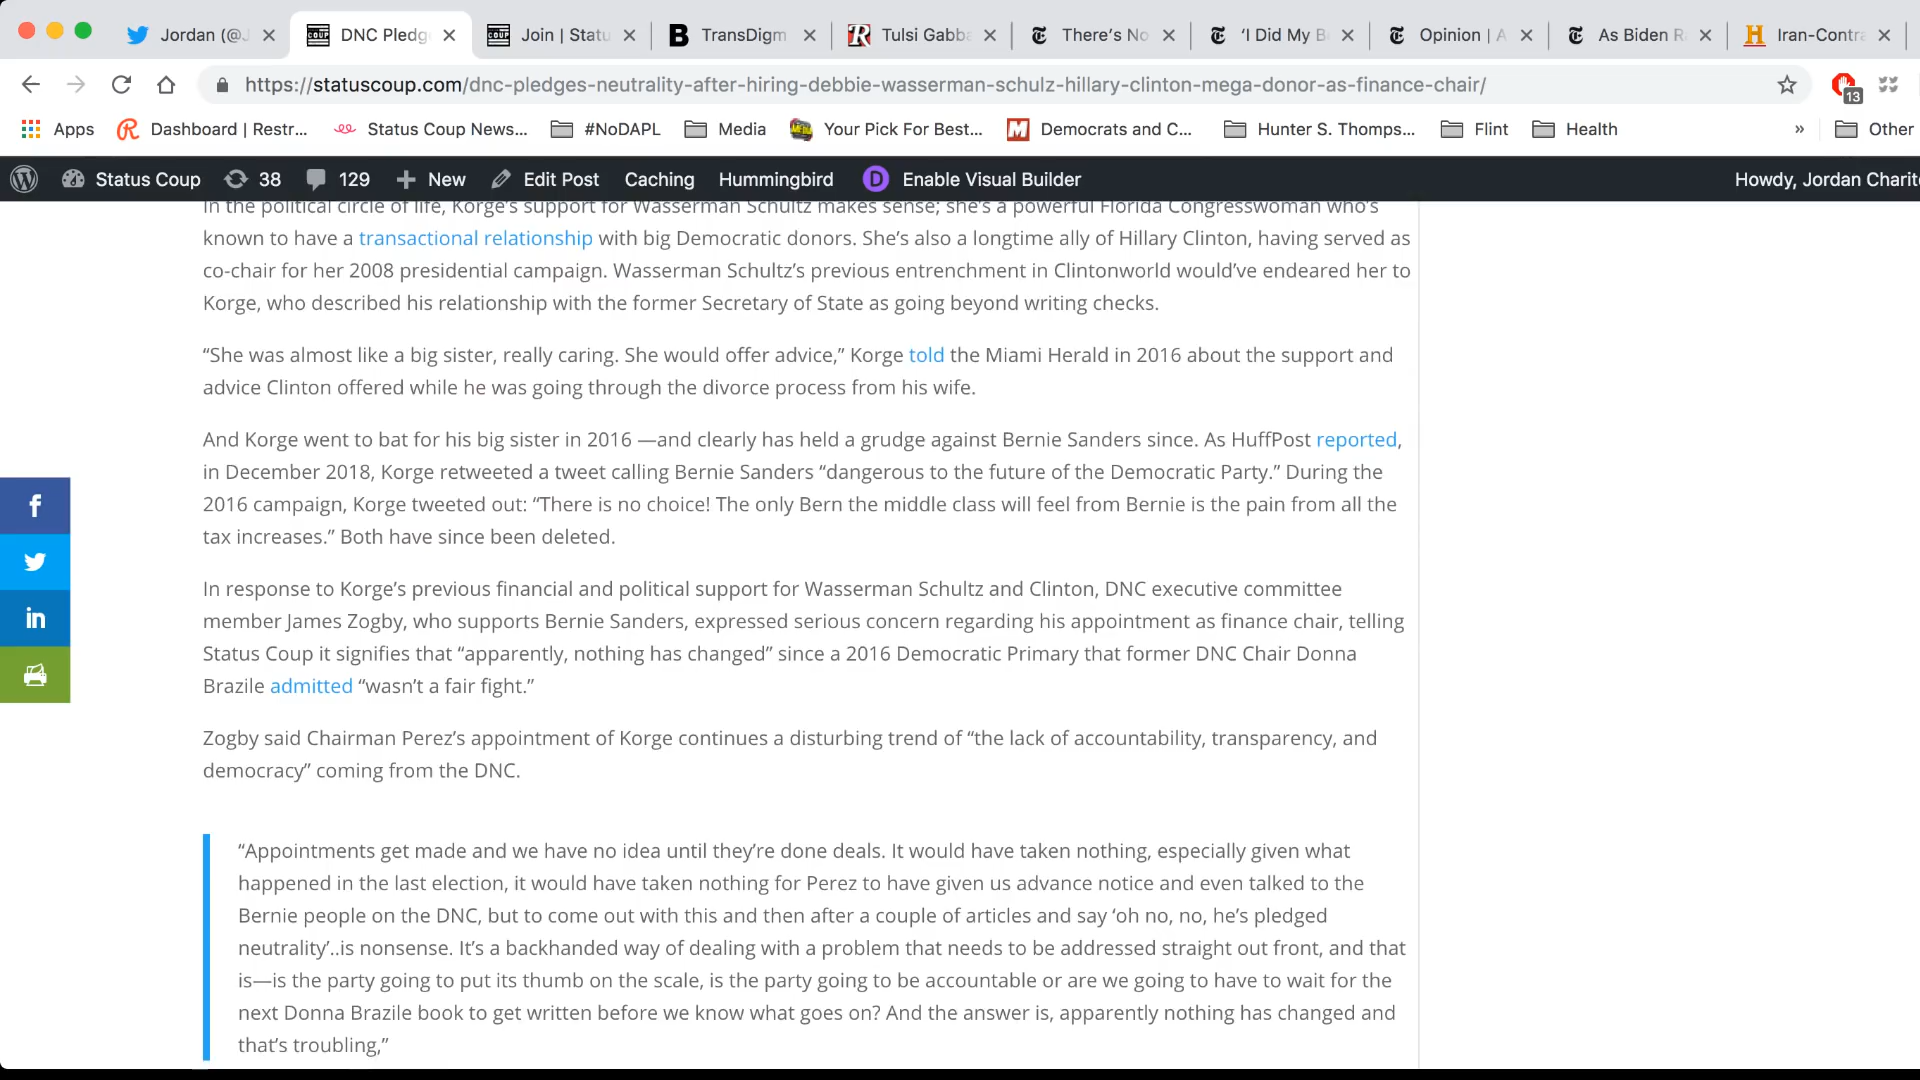 Jordan (@J
DNC Pledg
Join | Statu
TransDigm
Tulsi Gabba
There's No
'I Did My B
Opinion | A
As Biden R
Iran-Contra
https://statuscoup.com/dnc-pledges-neutrality-after-hiring-debbie-wasserman-schulz-hillary-clinton-mega-donor-as-finance-chair/
13
Apps
Dashboard | Restr...
Status Coup News...
#NoDAPL
Media
Your Pick For Best...
Democrats and C...
Hunter S. Thomps...
Flint
Health
»
Other
Status Coup
38
129
New
Edit Post
Caching
Hummingbird
Enable Visual Builder
Howdy, Jordan Charit
In the political circle of life, Korge's support for Wasserman Schultz makes sense; she's a powerful Florida Congresswoman who's
known to have a transactional relationship with big Democratic donors. She's also a longtime ally of Hillary Clinton, having served as
co-chair for her 2008 presidential campaign. Wasserman Schultz's previous entrenchment in Clintonworld would've endeared her to
Korge, who described his relationship with the former Secretary of State as going beyond writing checks.
“She was almost like a big sister, really caring. She would offer advice,” Korge told the Miami Herald in 2016 about the support and
advice Clinton offered while he was going through the divorce process from his wife.
And Korge went to bat for his big sister in 2016 —and clearly has held a grudge against Bernie Sanders since. As HuffPost reported,
in December 2018, Korge retweeted a tweet calling Bernie Sanders “dangerous to the future of the Democratic Party.” During the
2016 campaign, Korge tweeted out: “There is no choice! The only Bern the middle class will feel from Bernie is the pain from all the
tax increases.” Both have since been deleted.
In response to Korge's previous financial and political support for Wasserman Schultz and Clinton, DNC executive committee
member James Zogby, who supports Bernie Sanders, expressed serious concern regarding his appointment as finance chair, telling
Status Coup it signifies that “apparently, nothing has changed” since a 2016 Democratic Primary that former DNC Chair Donna
Brazile admitted “wasn't a fair fight.”
Zogby said Chairman Perez's appointment of Korge continues a disturbing trend of “the lack of accountability, transparency, and
democracy” coming from the DNC.
“Appointments get made and we have no idea until they're done deals. It would have taken nothing, especially given what
happened in the last election, it would have taken nothing for Perez to have given us advance notice and even talked to the
Bernie people on the DNC, but to come out with this and then after a couple of articles and say ‘oh no, no, he's pledged
neutrality’..is nonsense. It's a backhanded way of dealing with a problem that needs to be addressed straight out front, and that
is—is the party going to put its thumb on the scale, is the party going to be accountable or are we going to have to wait for the
next Donna Brazile book to get written before we know what goes on? And the answer is, apparently nothing has changed and
that's troubling,”